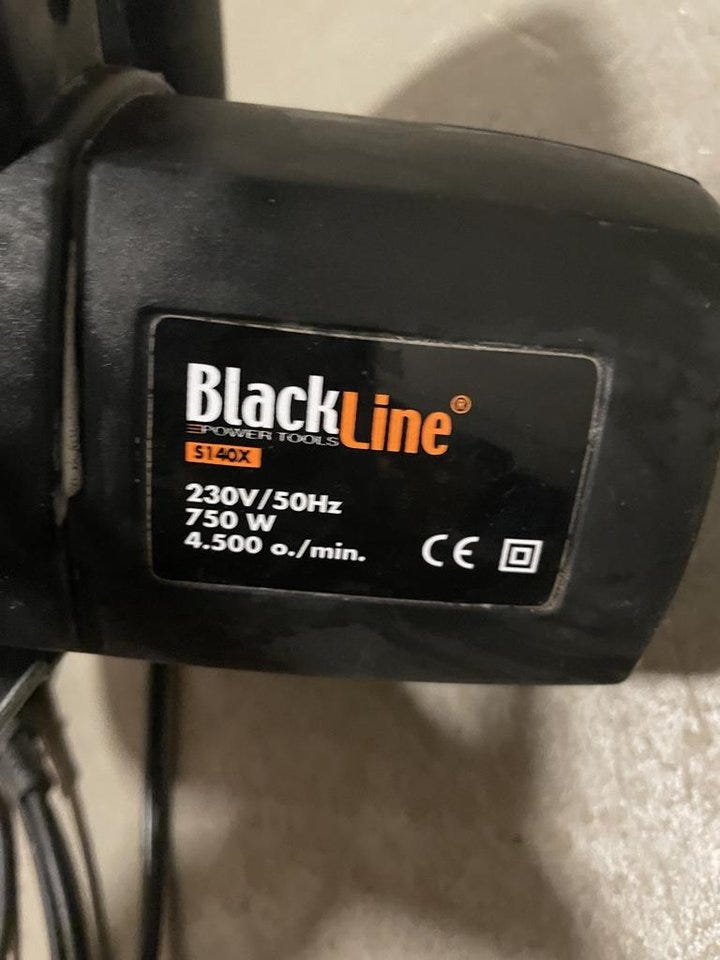 BlackLine®
POWER TOOLS
S140X
230V/50Hz
750 W
4.500 o./min.
CE